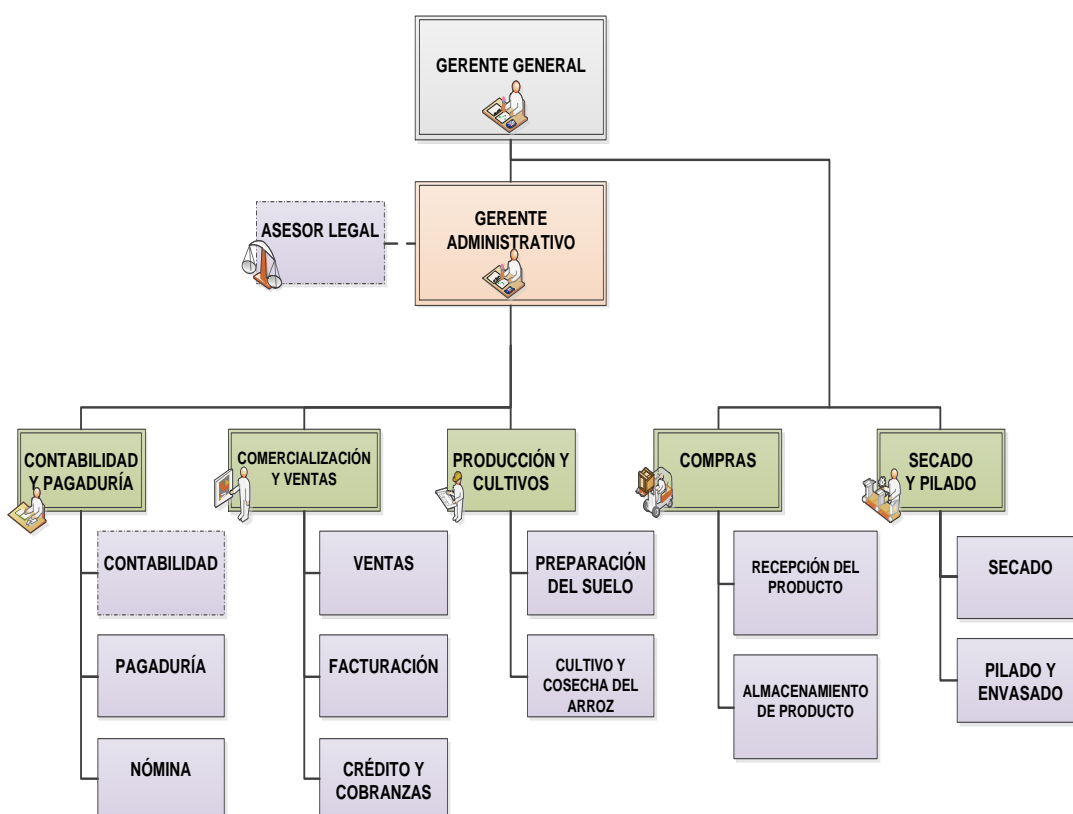 GERENTE GENERAL
ASESOR LEGAL
GERENTE
ADMINISTRATIVO
CONTABILIDAD
Y PAGADURÍA
COMERCIALIZACIÓN
Y VENTAS
PRODUCCIÓN Y
CULTIVOS
COMPRAS
SECADO
Y PILADO
CONTABILIDAD
PAGADURÍA
NÓMINA
VENTAS
FACTURACIÓN
CRÉDITO Y
COBRANZAS
PREPARACIÓN
DEL SUELO
CULTIVO Y
COSECHA DEL
ARROZ
RECEPCIÓN DEL
PRODUCTO
ALMACENAMIENTO
DE PRODUCTO
SECADO
PILADO Y
ENVASADO